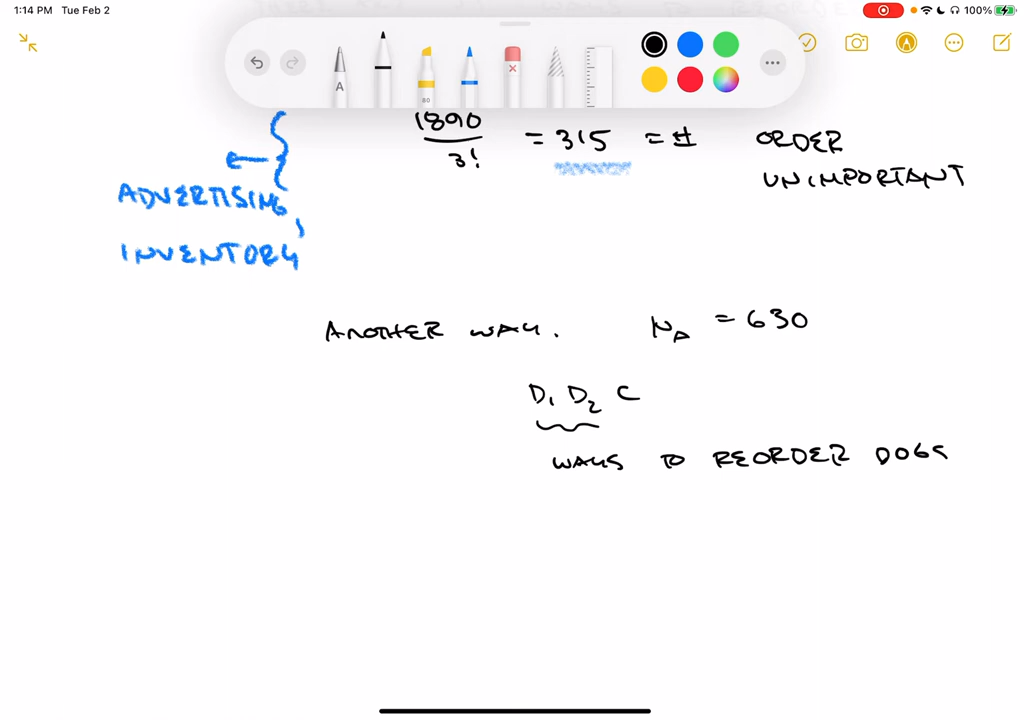 1:14 PM Tue Feb 2
100%
A
80
1890
3!
= 315 = #
ORDER
UNIMPORTANT
ADVERTISING,
INVENTORY
ANOTHER WAY. N_A = 630
D₁ D₂ C
WAYS TO REORDER DOGS